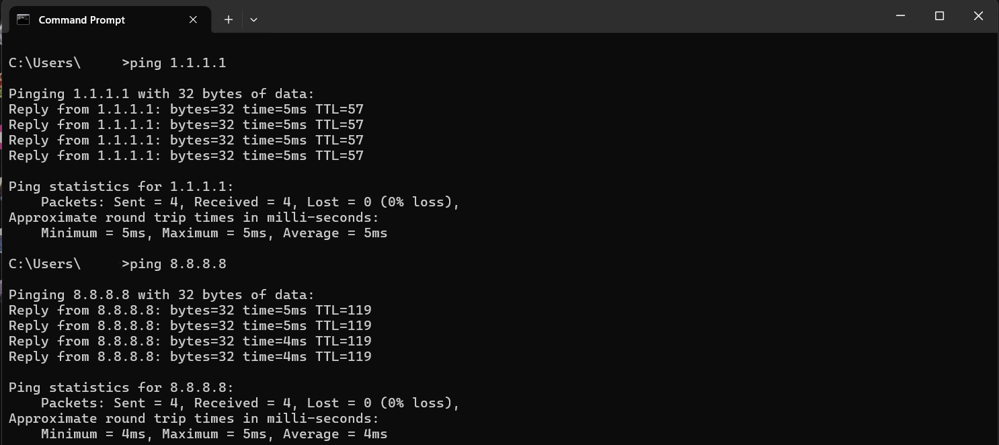 Command Prompt
C:\Users\ >ping 1.1.1.1
Pinging 1.1.1.1 with 32 bytes of data:
Reply from 1.1.1.1: bytes=32 time=5ms TTL=57
Reply from 1.1.1.1: bytes=32 time=5ms TTL=57
Reply from 1.1.1.1: bytes=32 time=5ms TTL=57
Reply from 1.1.1.1: bytes=32 time=5ms TTL=57
Ping statistics for 1.1.1.1:
    Packets: Sent = 4, Received = 4, Lost = 0 (0% loss),
Approximate round trip times in milli-seconds:
    Minimum = 5ms, Maximum = 5ms, Average = 5ms
C:\Users\ >ping 8.8.8.8
Pinging 8.8.8.8 with 32 bytes of data:
Reply from 8.8.8.8: bytes=32 time=5ms TTL=119
Reply from 8.8.8.8: bytes=32 time=5ms TTL=119
Reply from 8.8.8.8: bytes=32 time=4ms TTL=119
Reply from 8.8.8.8: bytes=32 time=4ms TTL=119
Ping statistics for 8.8.8.8:
    Packets: Sent = 4, Received = 4, Lost = 0 (0% loss),
Approximate round trip times in milli-seconds:
    Minimum = 4ms, Maximum = 5ms, Average = 4ms